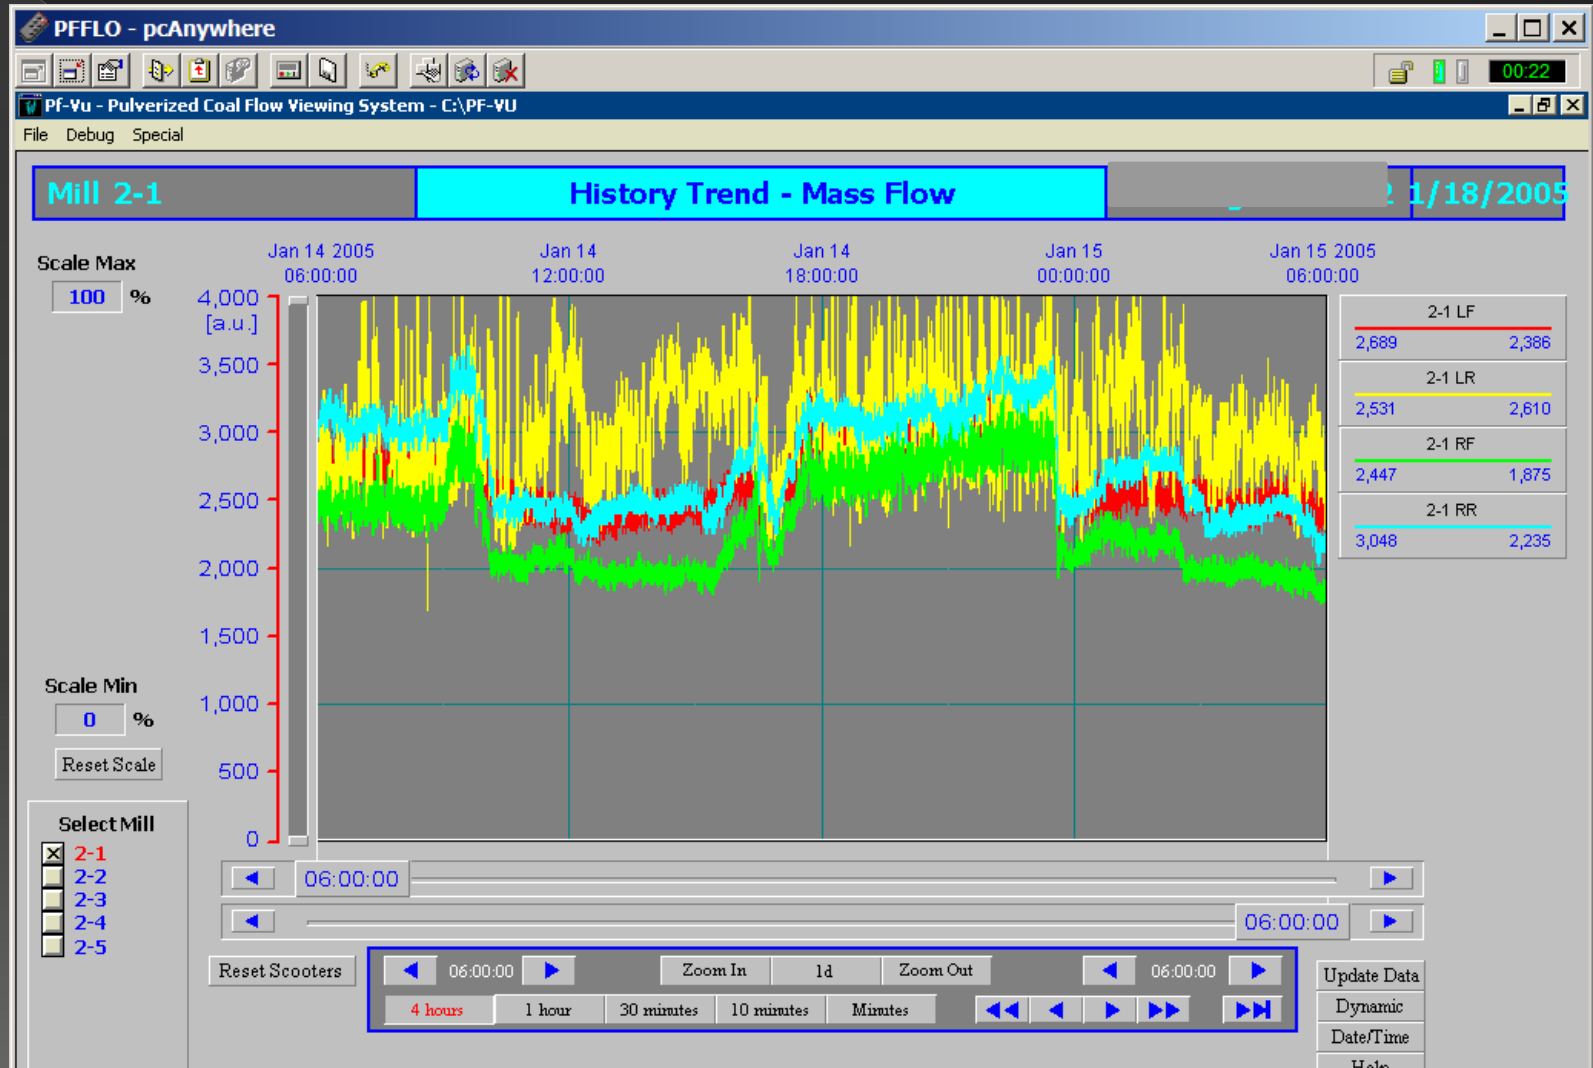 PFFLO - pcAnywhere
00:22
Pf-Vu - Pulverized Coal Flow Viewing System - C:\PF-VU
File Debug Special
Mill 2-1
History Trend - Mass Flow
2 1/18/2005
Jan 14 2005 Jan 14 Jan 14 Jan 15 Jan 15 2005
06:00:00 12:00:00 18:00:00 00:00:00 06:00:00
Scale Max
100 %
4,000
[a.u.]
3,500
3,000
2,500
2,000
1,500
1,000
500
0
2-1 LF
2,689 2,386
2-1 LR
2,531 2,610
2-1 RF
2,447 1,875
2-1 RR
3,048 2,235
Scale Min
0 %
Reset Scale
Select Mill
2-1
2-2
2-3
2-4
2-5
06:00:00
06:00:00
Reset Scooters
06:00:00 Zoom In 1d Zoom Out 06:00:00
4 hours 1 hour 30 minutes 10 minutes Minutes
Update Data
Dynamic
Date/Time
Help